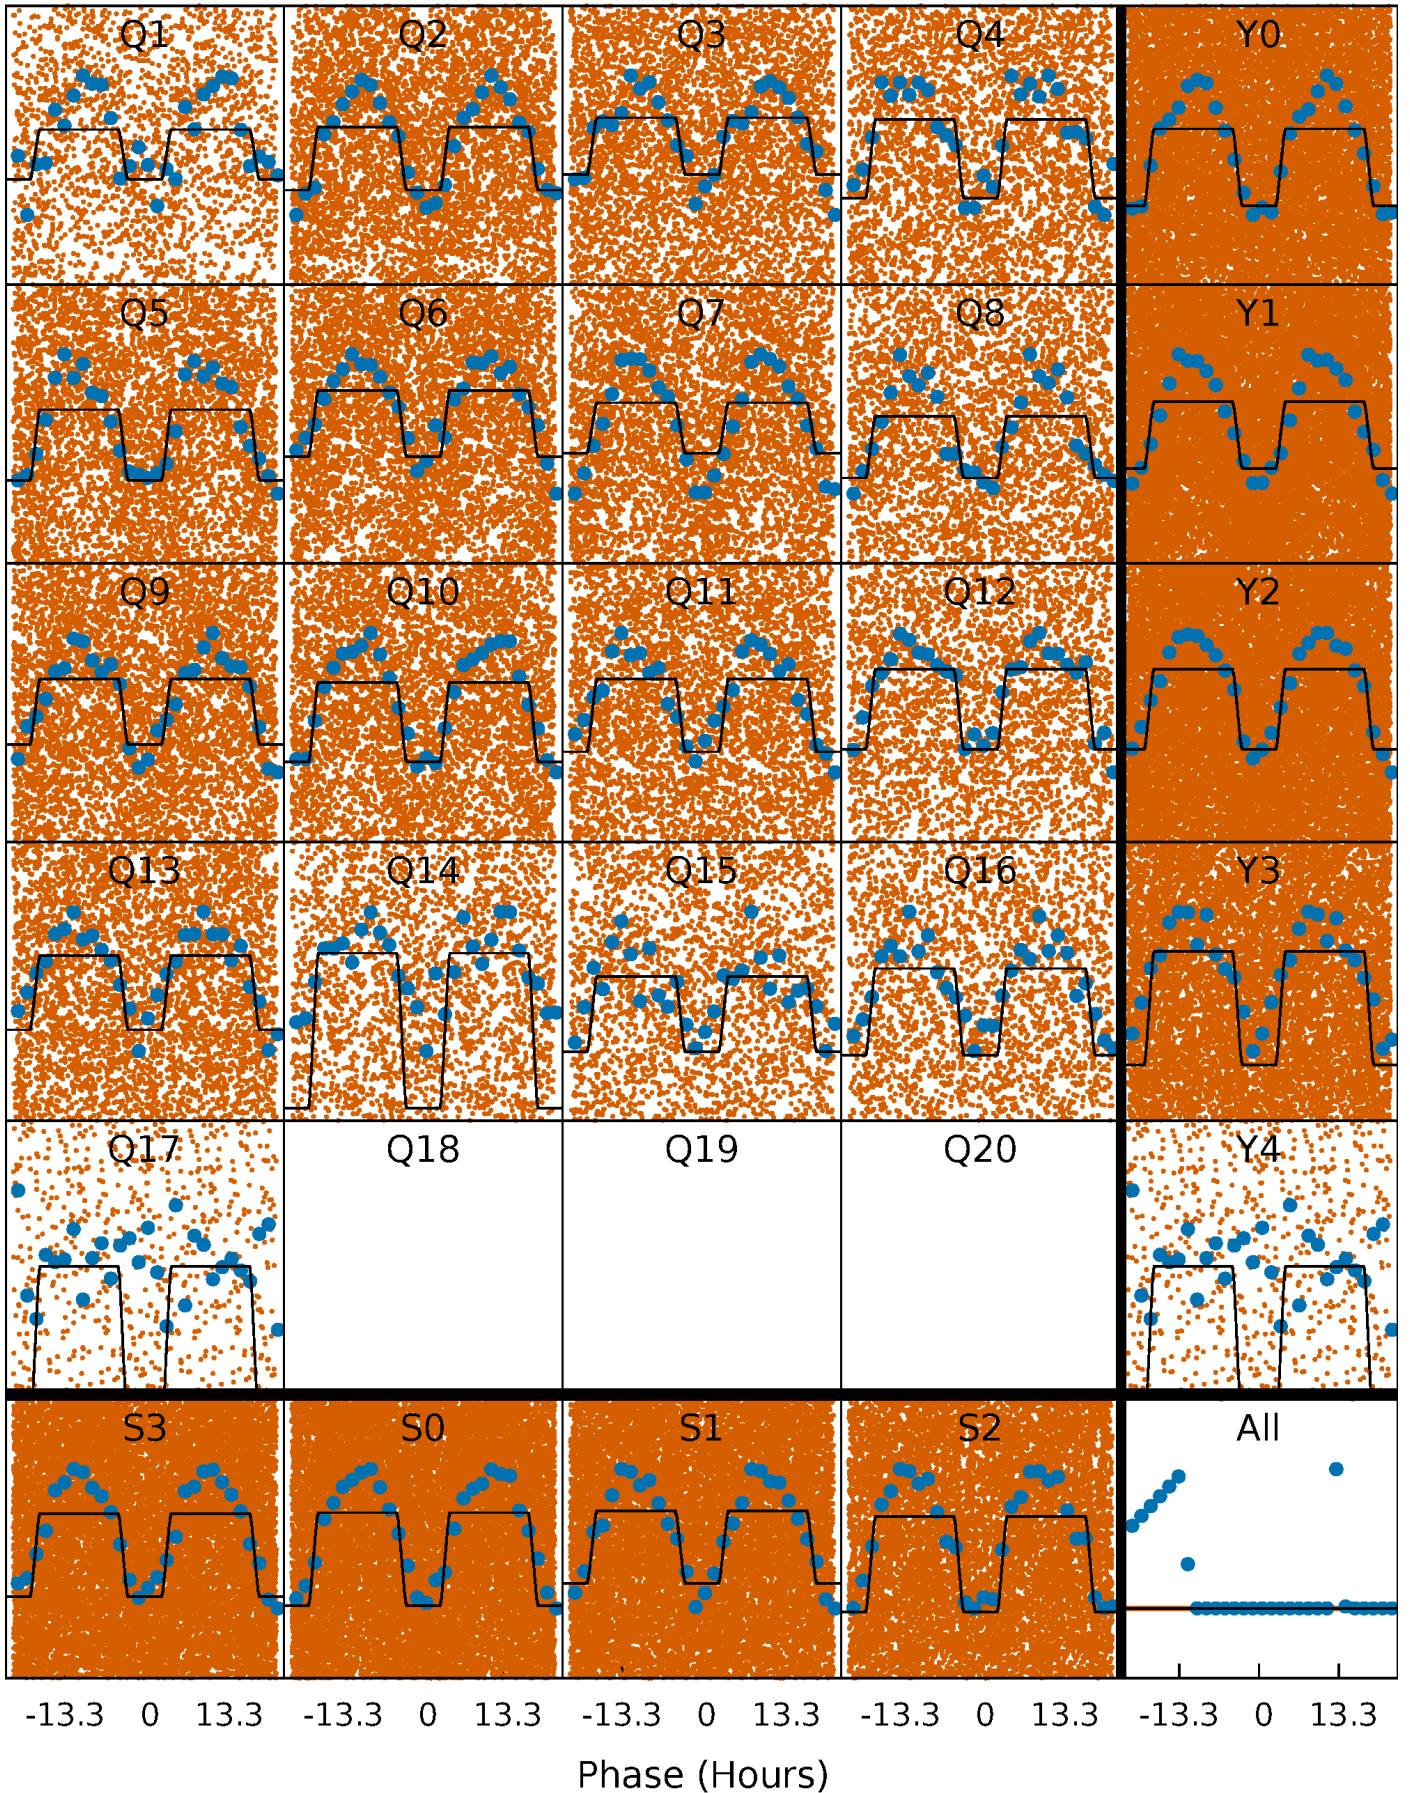 Q1 Q2 Q3 Q4 Y0
Q5 Q6 Q7 Q8 Y1
Q9 Q10 Q11 Q12 Y2
Q13 Q14 Q15 Q16 Y3
Q17 Q18 Q19 Q20 Y4
S3 S0 S1 S2 All
-13.3 0 13.3 -13.3 0 13.3 -13.3 0 13.3 -13.3 0 13.3 -13.3 0 13.3
Phase (Hours)